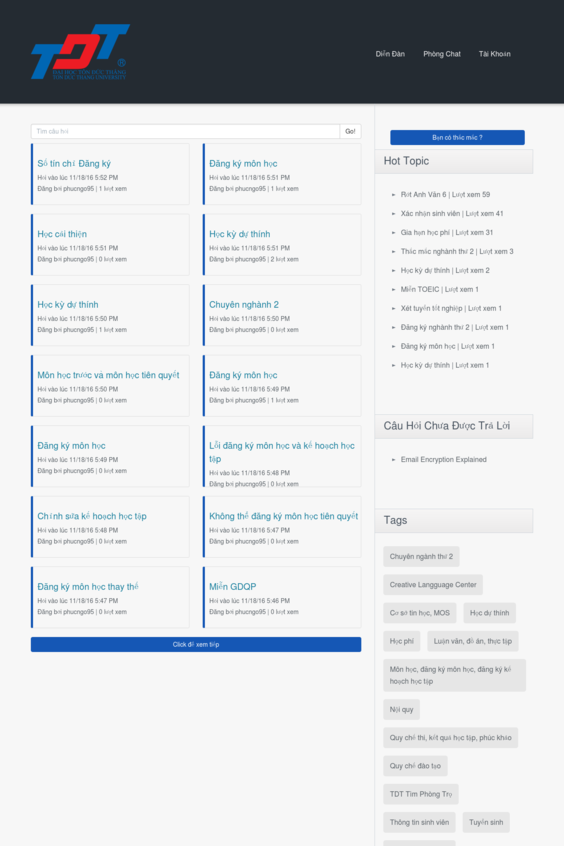 TDT
®
ĐẠI HỌC TÔN ĐỨC THẮNG
TON DUC THANG UNIVERSITY
Diễn Đàn
Phòng Chat
Tài Khoản
Tìm câu hỏi
Go!
Số tín chỉ Đăng ký
Hỏi vào lúc 11/18/16 5:52 PM
Đăng bởi phucngo95 | 1 lượt xem
Đăng ký môn học
Hỏi vào lúc 11/18/16 5:51 PM
Đăng bởi phucngo95 | 1 lượt xem
Học cải thiện
Hỏi vào lúc 11/18/16 5:51 PM
Đăng bởi phucngo95 | 0 lượt xem
Học kỳ dự thính
Hỏi vào lúc 11/18/16 5:51 PM
Đăng bởi phucngo95 | 2 lượt xem
Học kỳ dự thính
Hỏi vào lúc 11/18/16 5:50 PM
Đăng bởi phucngo95 | 1 lượt xem
Chuyên nghành 2
Hỏi vào lúc 11/18/16 5:50 PM
Đăng bởi phucngo95 | 0 lượt xem
Môn học trước và môn học tiên quyết
Hỏi vào lúc 11/18/16 5:50 PM
Đăng bởi phucngo95 | 0 lượt xem
Đăng ký môn học
Hỏi vào lúc 11/18/16 5:49 PM
Đăng bởi phucngo95 | 1 lượt xem
Đăng ký môn học
Hỏi vào lúc 11/18/16 5:49 PM
Đăng bởi phucngo95 | 0 lượt xem
Lỗi đăng ký môn học và kế hoạch học
tập
Hỏi vào lúc 11/18/16 5:48 PM
Đăng bởi phucngo95 | 0 lượt xem
Chỉnh sửa kế hoạch học tập
Hỏi vào lúc 11/18/16 5:48 PM
Đăng bởi phucngo95 | 0 lượt xem
Không thể đăng ký môn học tiên quyết
Hỏi vào lúc 11/18/16 5:47 PM
Đăng bởi phucngo95 | 0 lượt xem
Đăng ký môn học thay thế
Hỏi vào lúc 11/18/16 5:47 PM
Đăng bởi phucngo95 | 0 lượt xem
Miễn GDQP
Hỏi vào lúc 11/18/16 5:46 PM
Đăng bởi phucngo95 | 0 lượt xem
Click để xem tiếp
Bạn có thắc mắc ?
Hot Topic
Rớt Anh Văn 6 | Lượt xem 59
Xác nhận sinh viên | Lượt xem 41
Gia hạn học phí | Lượt xem 31
Thắc mắc nghành thứ 2 | Lượt xem 3
Học kỳ dự thính | Lượt xem 2
Miễn TOEIC | Lượt xem 1
Xét tuyển tốt nghiệp | Lượt xem 1
Đăng ký nghành thứ 2 | Lượt xem 1
Đăng ký môn học | Lượt xem 1
Học kỳ dự thính | Lượt xem 1
Câu Hỏi Chưa Được Trả Lời
Email Encryption Explained
Tags
Chuyên ngành thứ 2
Creative Langguage Center
Cơ sở tin học, MOS
Học dự thính
Học phí
Luận văn, đồ án, thực tập
Môn học, đăng ký môn học, đăng ký kế
hoạch học tập
Nội quy
Quy chế thi, kết quả học tập, phúc khảo
Quy chế đào tạo
TDT Tìm Phòng Trọ
Thông tin sinh viên
Tuyển sinh